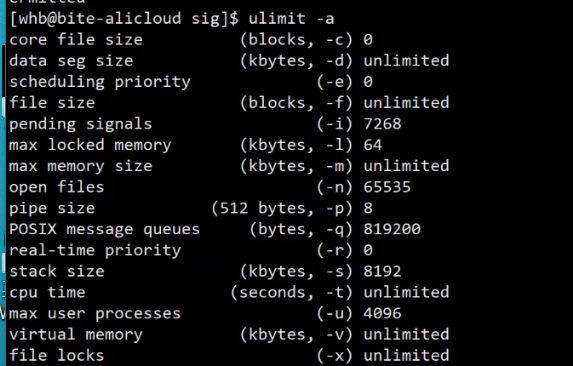 ermitted
[whb@bite-alicloud sig]$ ulimit -a
core file size          (blocks, -c) 0
data seg size           (kbytes, -d) unlimited
scheduling priority             (-e) 0
file size               (blocks, -f) unlimited
pending signals                 (-i) 7268
max locked memory       (kbytes, -l) 64
max memory size         (kbytes, -m) unlimited
open files                      (-n) 65535
pipe size            (512 bytes, -p) 8
POSIX message queues     (bytes, -q) 819200
real-time priority              (-r) 0
stack size              (kbytes, -s) 8192
cpu time               (seconds, -t) unlimited
max user processes              (-u) 4096
virtual memory          (kbytes, -v) unlimited
file locks                      (-x) unlimited